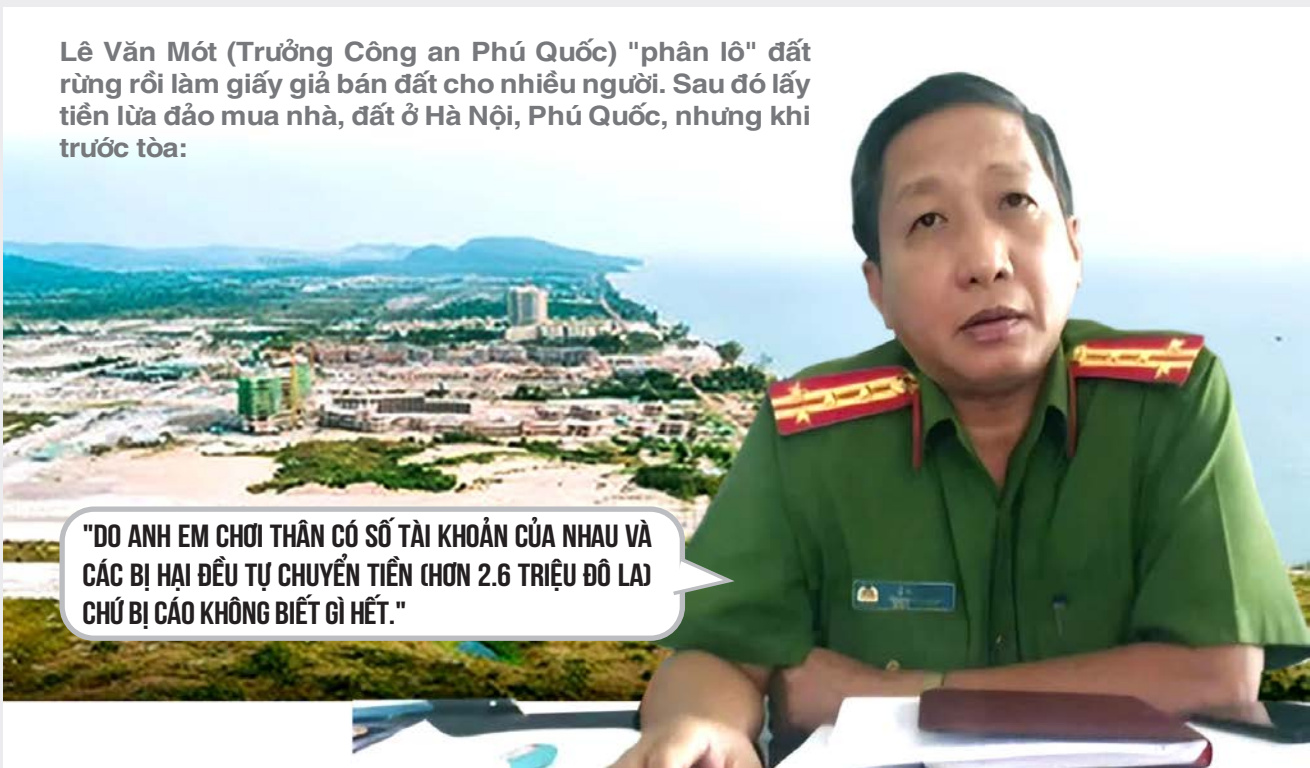 Lê Văn Mót (Trưởng Công an Phú Quốc) "phân lô" đất
rừng rồi làm giấy giả bán đất cho nhiều người. Sau đó lấy
tiền lừa đảo mua nhà, đất ở Hà Nội, Phú Quốc, nhưng khi
trước tòa:
"DO ANH EM CHƠI THÂN CÓ SỐ TÀI KHOẢN CỦA NHAU VÀ
CÁC BỊ HẠI ĐỀU TỰ CHUYỂN TIỀN (HƠN 2.6 TRIỆU ĐÔ LA)
CHỨ BỊ CÁO KHÔNG BIẾT GÌ HẾT."